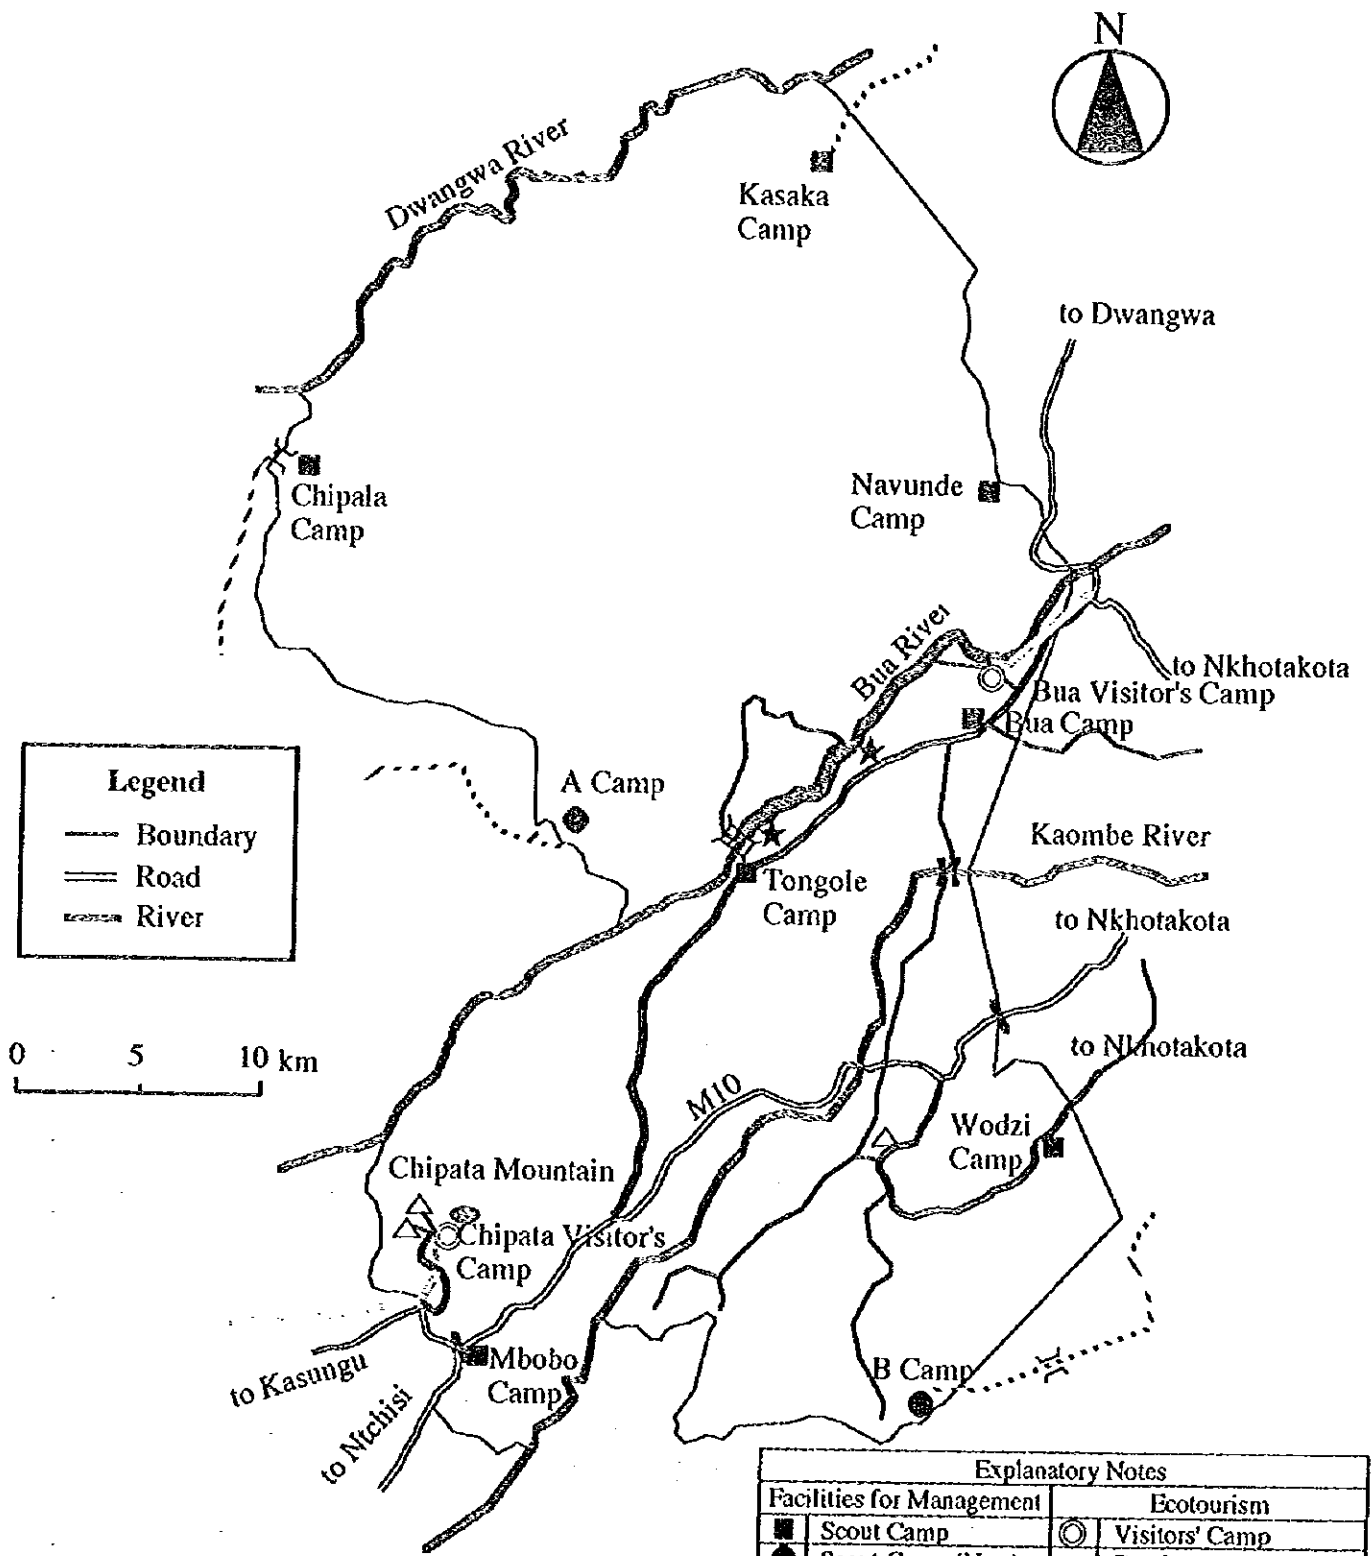 N
Dwangwa River
Kasaka
Camp
to Dwangwa
Chipala
Camp
Navunde
Camp
Bua River
to Nkhotakota
Bua Visitor's Camp
Bua Camp
Legend
Boundary
Road
River
A Camp
Kaombe River
Tongole
Camp
to Nkhotakota
0 5 10 km
to Nkhotakota
M10
Wodzi
Camp
Chipata Mountain
Chipata Visitor's
Camp
to Kasungu
Mbobo
Camp
to Ntchisi
B Camp
Explanatory Notes
Facilities for Management Ecotourism
Scout Camp Visitors' Camp